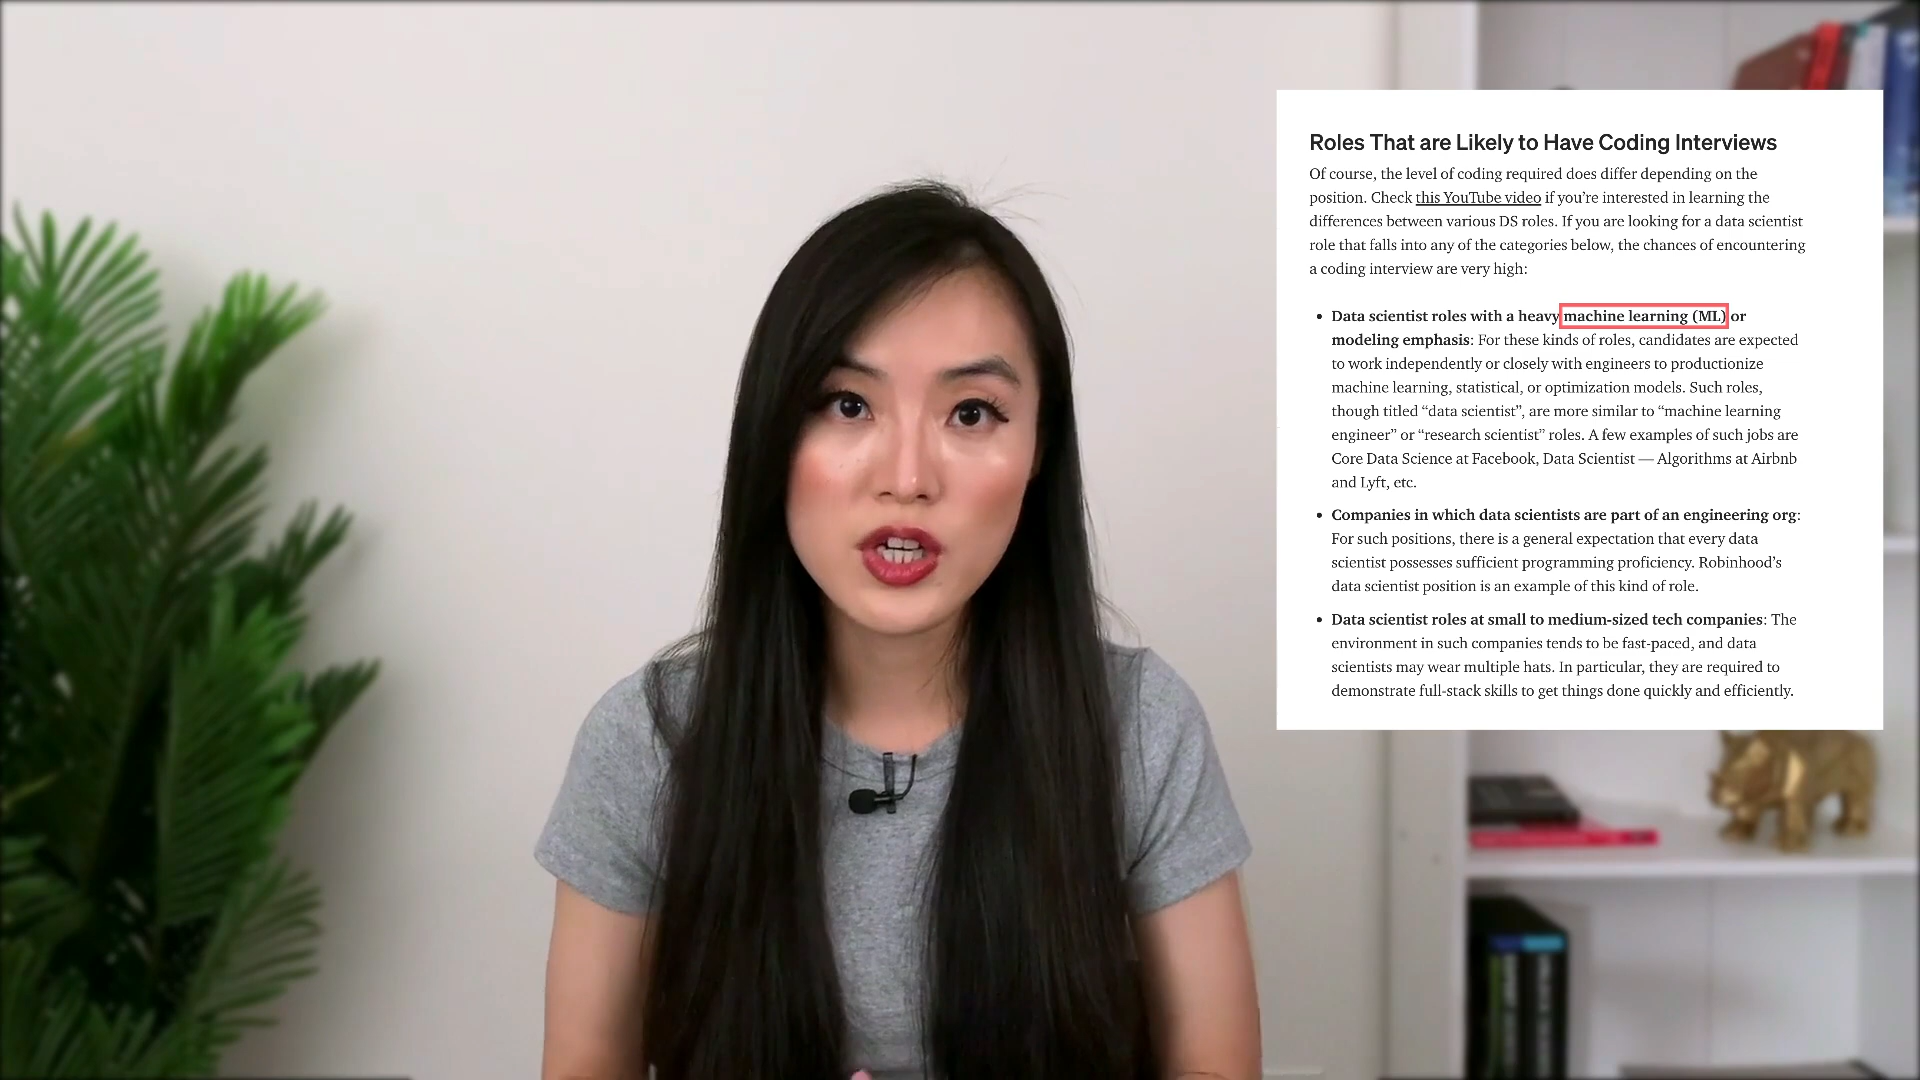 Roles That are Likely to Have Coding Interviews
Of course, the level of coding required does differ depending on the
position. Check this YouTube video if you’re interested in learning the
differences between various DS roles. If you are looking for a data scientist
role that falls into any of the categories below, the chances of encountering
a coding interview are very high:
• Data scientist roles with a heavy machine learning (ML) or
modeling emphasis: For these kinds of roles, candidates are expected
to work independently or closely with engineers to productionize
machine learning, statistical, or optimization models. Such roles,
though titled “data scientist”, are more similar to “machine learning
engineer” or “research scientist” roles. A few examples of such jobs are
Core Data Science at Facebook, Data Scientist — Algorithms at Airbnb
and Lyft, etc.
• Companies in which data scientists are part of an engineering org:
For such positions, there is a general expectation that every data
scientist possesses sufficient programming proficiency. Robinhood’s
data scientist position is an example of this kind of role.
• Data scientist roles at small to medium-sized tech companies: The
environment in such companies tends to be fast-paced, and data
scientists may wear multiple hats. In particular, they are required to
demonstrate full-stack skills to get things done quickly and efficiently.